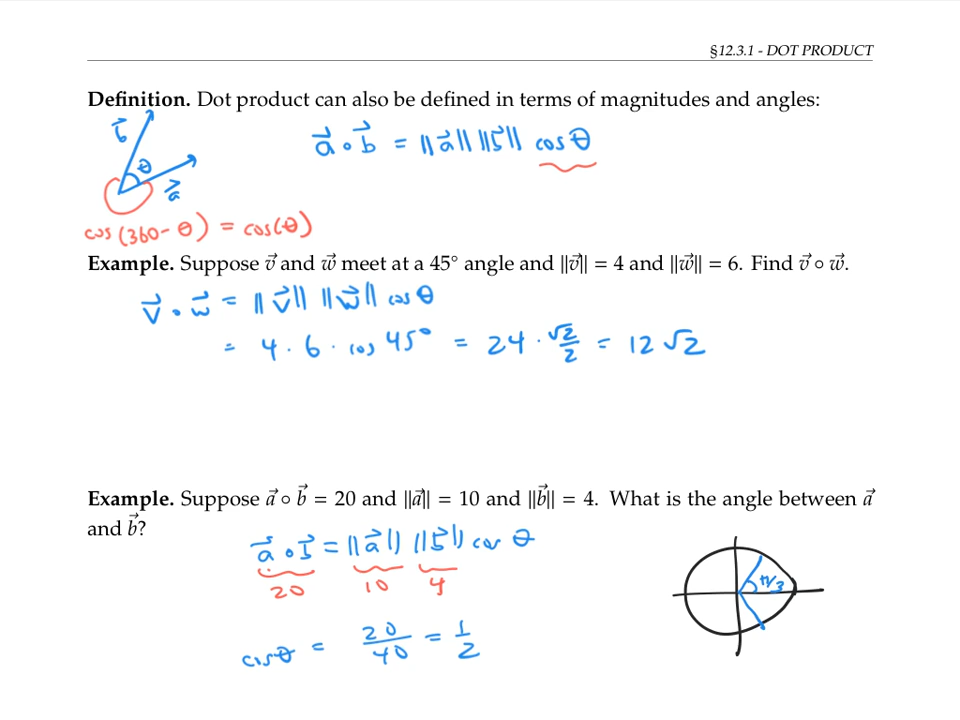 §12.3.1 - DOT PRODUCT
Definition. Dot product can also be defined in terms of magnitudes and angles:
b⃗ θ a⃗
a⃗ ∘ b⃗ = ||a⃗|| ||b⃗|| cos θ
cos(360 - θ) = cos(θ)
Example. Suppose v⃗ and w⃗ meet at a 45° angle and ||v⃗|| = 4 and ||w⃗|| = 6. Find v⃗ ∘ w⃗.
v⃗ · w⃗ = ||v⃗|| ||w⃗|| cos θ
= 4 · 6 · cos 45° = 24 · √2/2 = 12 √2
Example. Suppose a⃗ ∘ b⃗ = 20 and ||a⃗|| = 10 and ||b⃗|| = 4. What is the angle between a⃗
and b⃗?
a⃗ ∘ b⃗ = ||a⃗|| ||b⃗|| cos θ
20 10 4
π/3
cos θ = 20/40 = 1/2